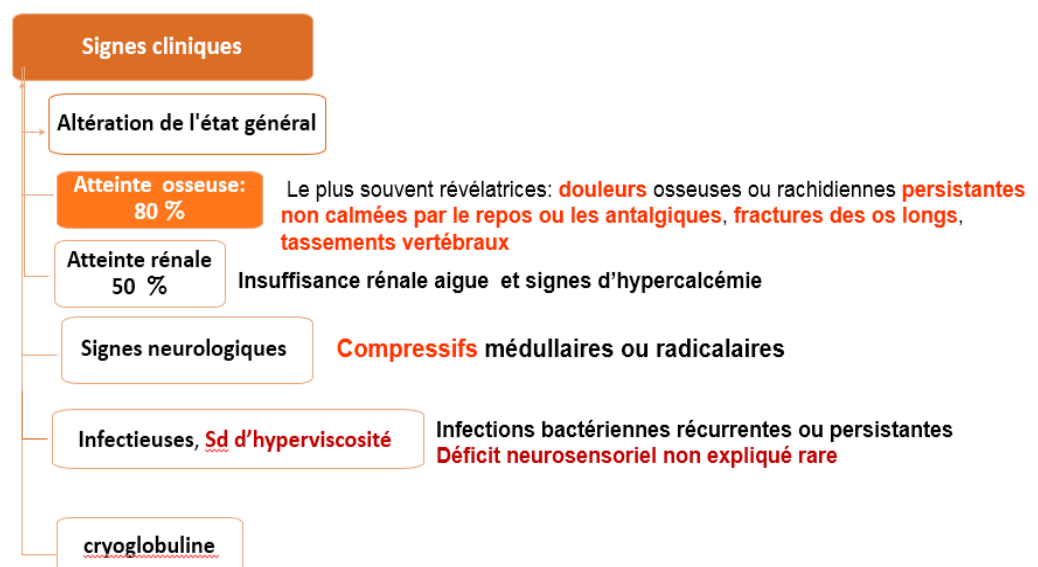 Signes cliniques
Altération de l'état général
Atteinte osseuse:
80 %
Le plus souvent révélatrices: douleurs osseuses ou rachidiennes persistantes
non calmées par le repos ou les antalgiques, fractures des os longs,
tassements vertébraux
Atteinte rénale
50 %
Insuffisance rénale aigue et signes d’hypercalcémie
Signes neurologiques
Compressifs médullaires ou radicalaires
Infectieuses, Sd d’hyperviscosité
Infections bactériennes récurrentes ou persistantes
Déficit neurosensoriel non expliqué rare
cryoglobuline